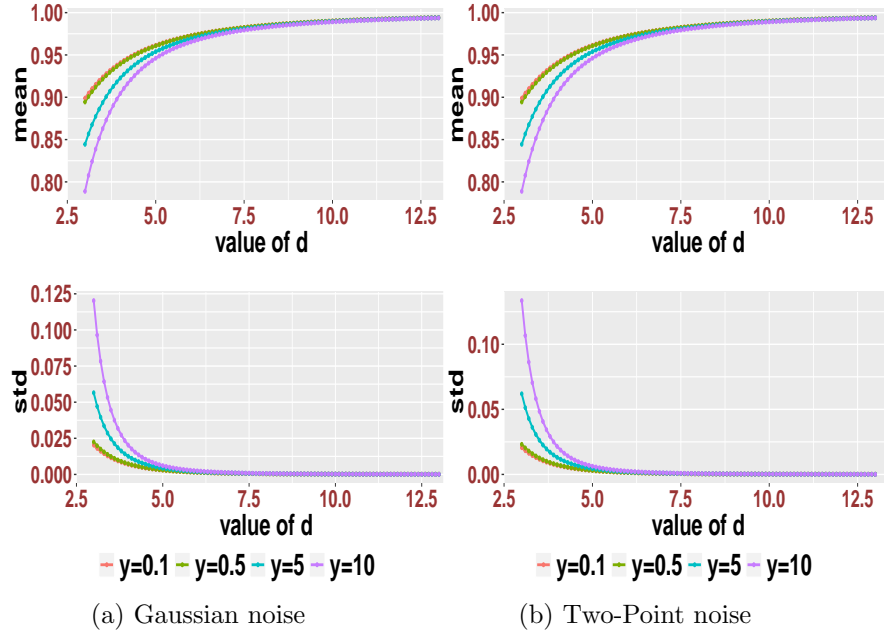 1.00
0.95
0.90
0.85
0.80
mean
2.5 5.0 7.5 10.0 12.5
value of d
1.00
0.95
0.90
0.85
0.80
mean
2.5 5.0 7.5 10.0 12.5
value of d
0.125
0.100
0.075
0.050
0.025
0.000
std
2.5 5.0 7.5 10.0 12.5
value of d
0.10
0.05
0.00
std
2.5 5.0 7.5 10.0 12.5
value of d
y=0.1 y=0.5 y=5 y=10
y=0.1 y=0.5 y=5 y=10
(a) Gaussian noise
(b) Two-Point noise